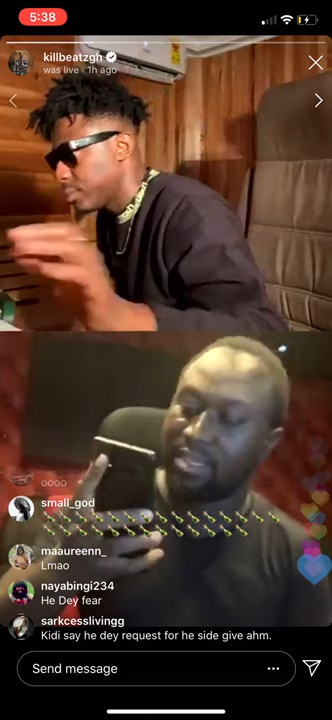 5:38
killbeatzgh
was live · 1h ago
oooo
small_god
🍾🍾🍾🍾🍾🍾🍾🍾🍾🍾🍾🍾🍾🍾🍾
🍾🍾🍾🍾🍾🍾🍾🍾🍾🍾🍾🍾🍾
maaureenn_
Lmao
nayabingi234
He Dey fear
sarkcesslivingg
Kidi say he dey request for he side give ahm.
Send message